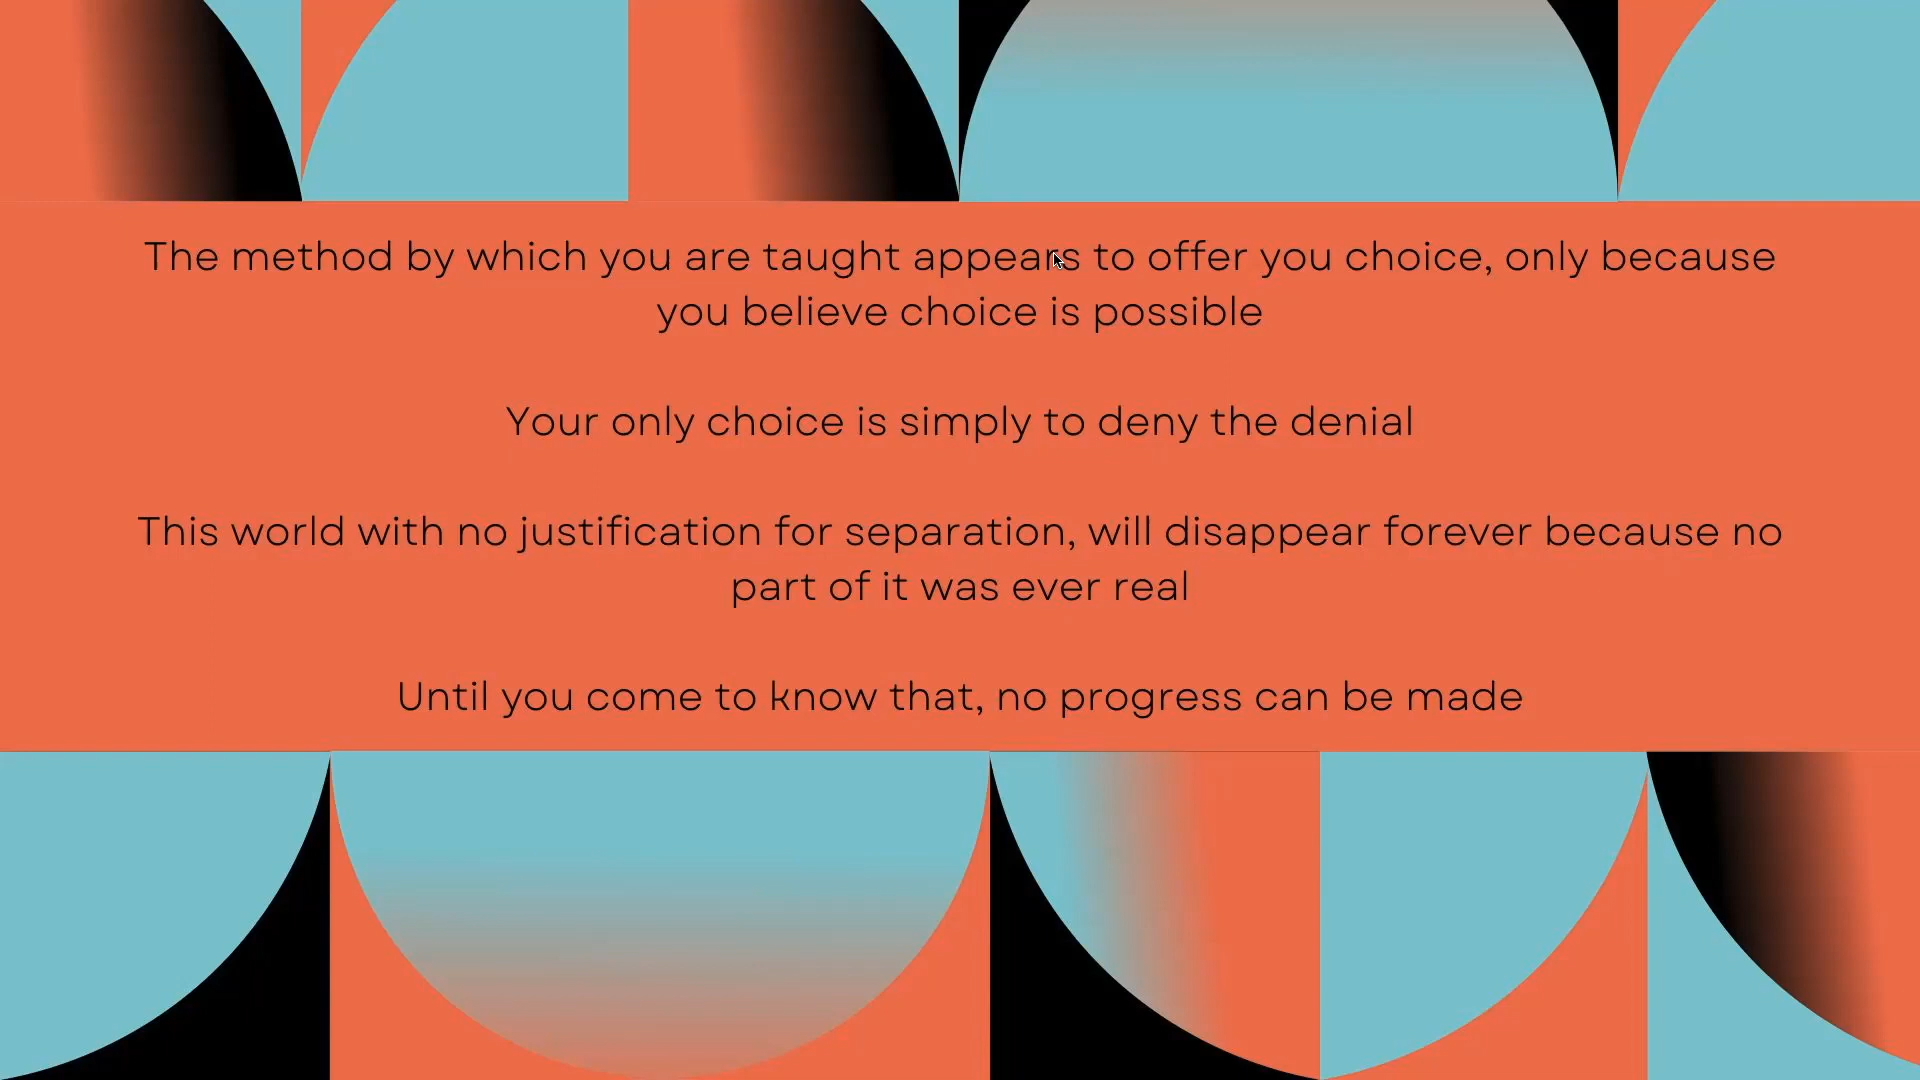 The method by which you are taught appears to offer you choice, only because
you believe choice is possible
Your only choice is simply to deny the denial
This world with no justification for separation, will disappear forever because no
part of it was ever real
Until you come to know that, no progress can be made